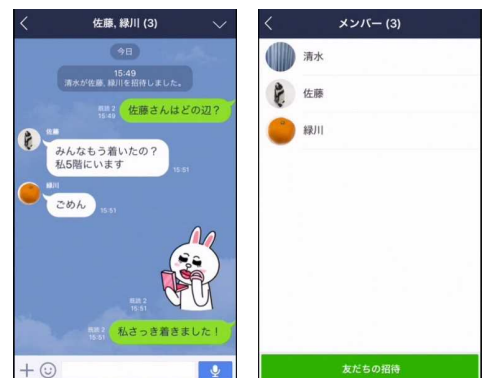 佐藤, 緑川 (3)
今日
15:49
清水が佐藤, 緑川を招待しました。
既読 2
15:49
佐藤さんはどの辺？
佐藤
みんなもう着いたの？
私5階にいます
15:51
緑川
ごめん
15:51
既読 2
15:51
既読 2
15:51
私さっき着きました！
メンバー (3)
清水
佐藤
緑川
友だちの招待